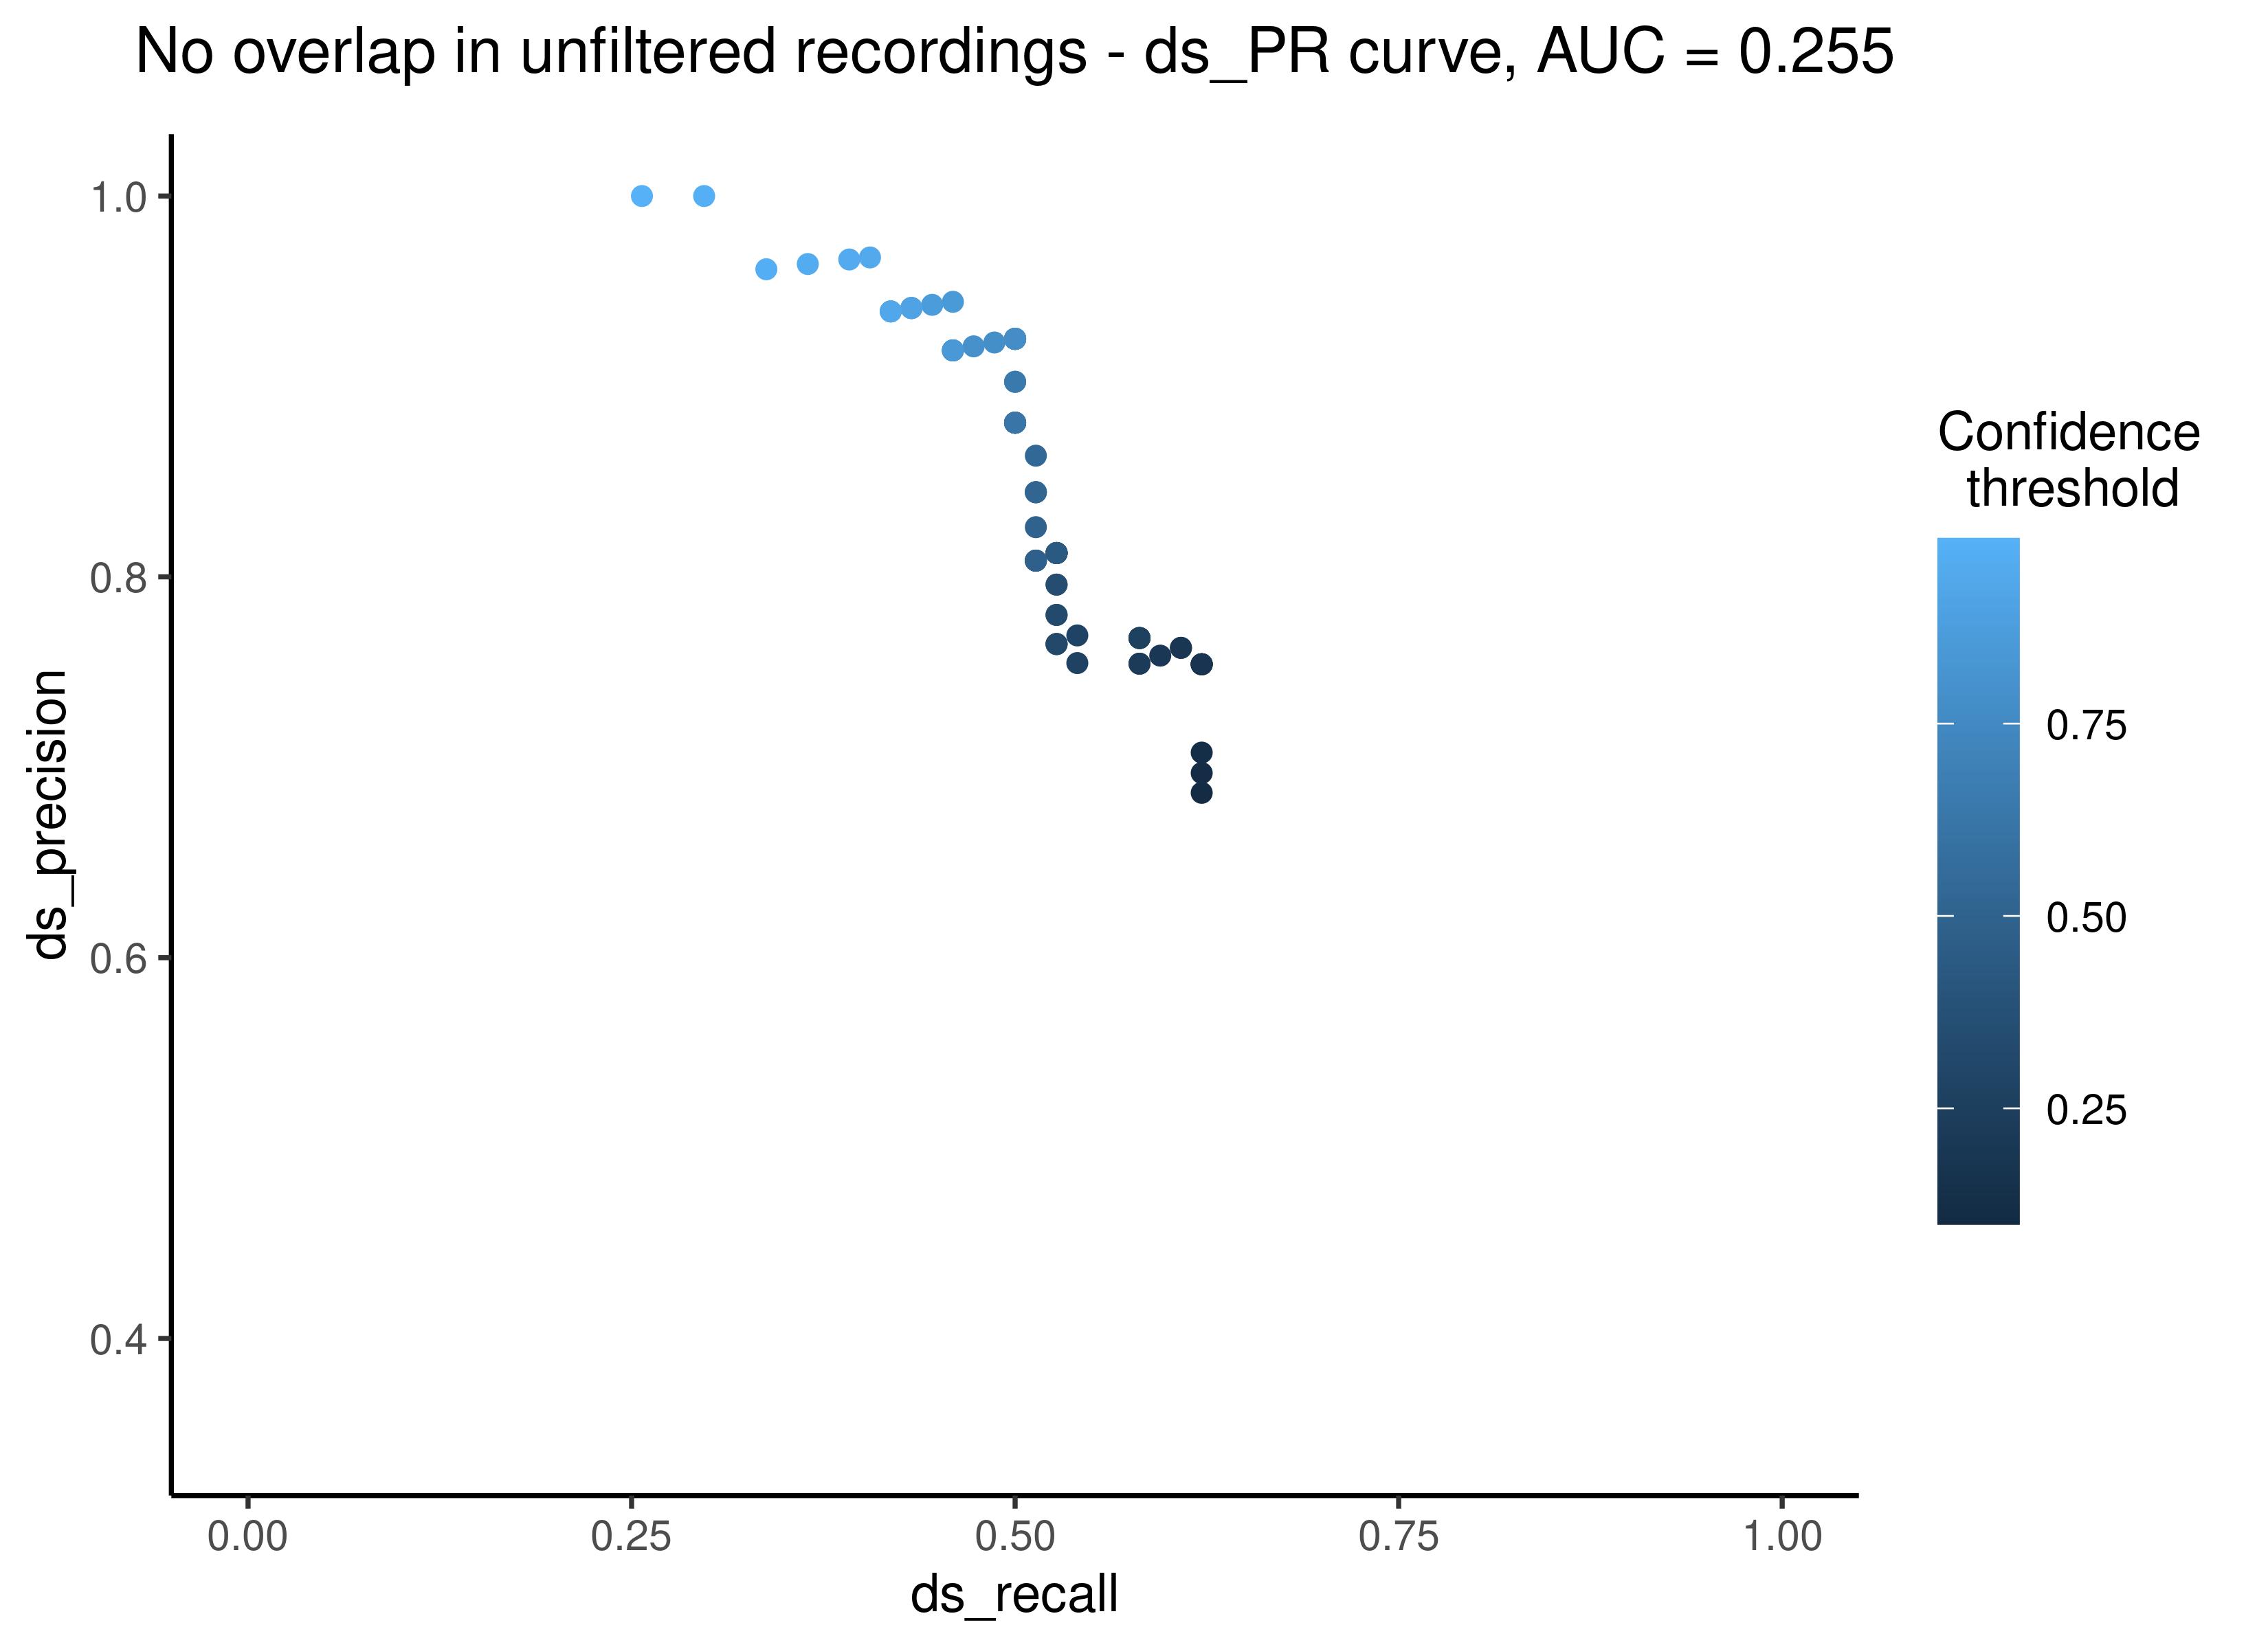 No overlap in unfiltered recordings - ds_PR curve, AUC = 0.255
1.0
0.8
0.6
0.4
ds_precision
0.00 0.25 0.50 0.75 1.00
ds_recall
Confidence
threshold
0.75
0.50
0.25